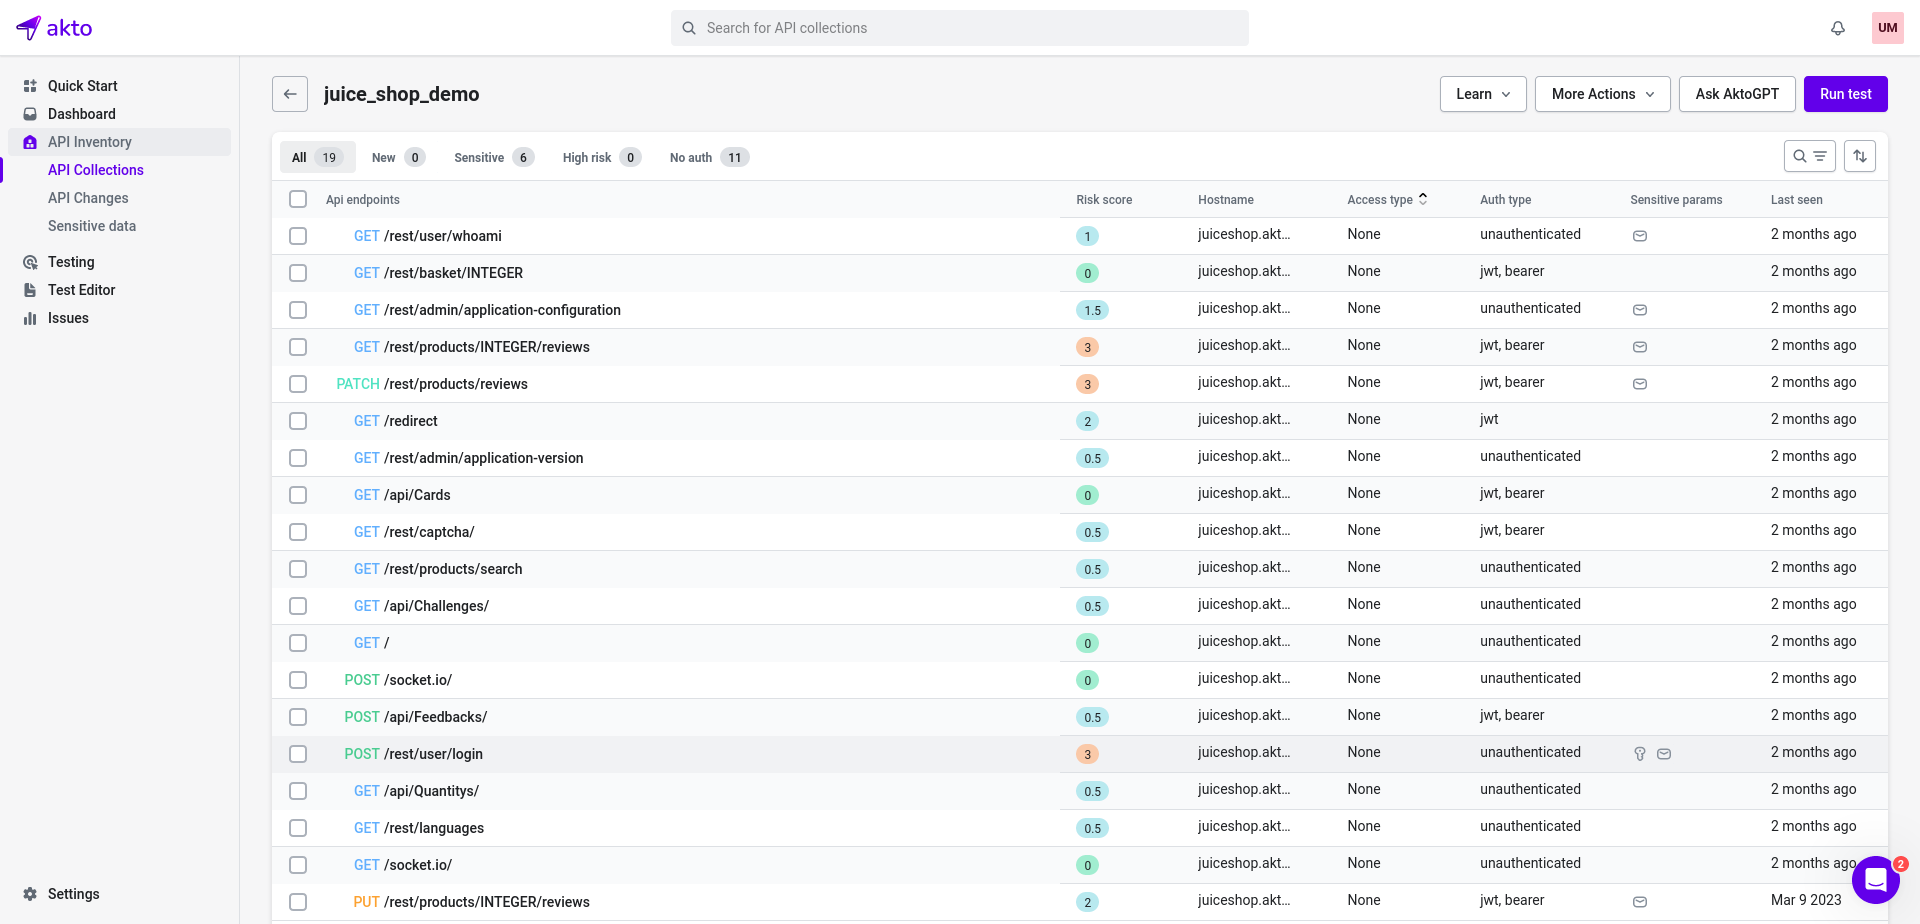 akto
Search for API collections
UM
Quick Start
Dashboard
API Inventory
API Collections
API Changes
Sensitive data
Testing
Test Editor
Issues
Settings
juice_shop_demo
Learn More Actions Ask AktoGPT Run test
All 19 New 0 Sensitive 6 High risk 0 No auth 11
Api endpoints Risk score Hostname Access type Auth type Sensitive params Last seen
GET /rest/user/whoami 1 juiceshop.akt... None unauthenticated 2 months ago
GET /rest/basket/INTEGER 0 juiceshop.akt... None jwt, bearer 2 months ago
GET /rest/admin/application-configuration 1.5 juiceshop.akt... None unauthenticated 2 months ago
GET /rest/products/INTEGER/reviews 3 juiceshop.akt... None jwt, bearer 2 months ago
PATCH /rest/products/reviews 3 juiceshop.akt... None jwt, bearer 2 months ago
GET /redirect 2 juiceshop.akt... None jwt 2 months ago
GET /rest/admin/application-version 0.5 juiceshop.akt... None unauthenticated 2 months ago
GET /api/Cards 0 juiceshop.akt... None jwt, bearer 2 months ago
GET /rest/captcha/ 0.5 juiceshop.akt... None jwt, bearer 2 months ago
GET /rest/products/search 0.5 juiceshop.akt... None unauthenticated 2 months ago
GET /api/Challenges/ 0.5 juiceshop.akt... None unauthenticated 2 months ago
GET / 0 juiceshop.akt... None unauthenticated 2 months ago
POST /socket.io/ 0 juiceshop.akt... None unauthenticated 2 months ago
POST /api/Feedbacks/ 0.5 juiceshop.akt... None jwt, bearer 2 months ago
POST /rest/user/login 3 juiceshop.akt... None unauthenticated 2 months ago
GET /api/Quantitys/ 0.5 juiceshop.akt... None unauthenticated 2 months ago
GET /rest/languages 0.5 juiceshop.akt... None unauthenticated 2 months ago
GET /socket.io/ 0 juiceshop.akt... None unauthenticated 2 months ago
PUT /rest/products/INTEGER/reviews 2 juiceshop.akt... None jwt, bearer Mar 9 2023
2